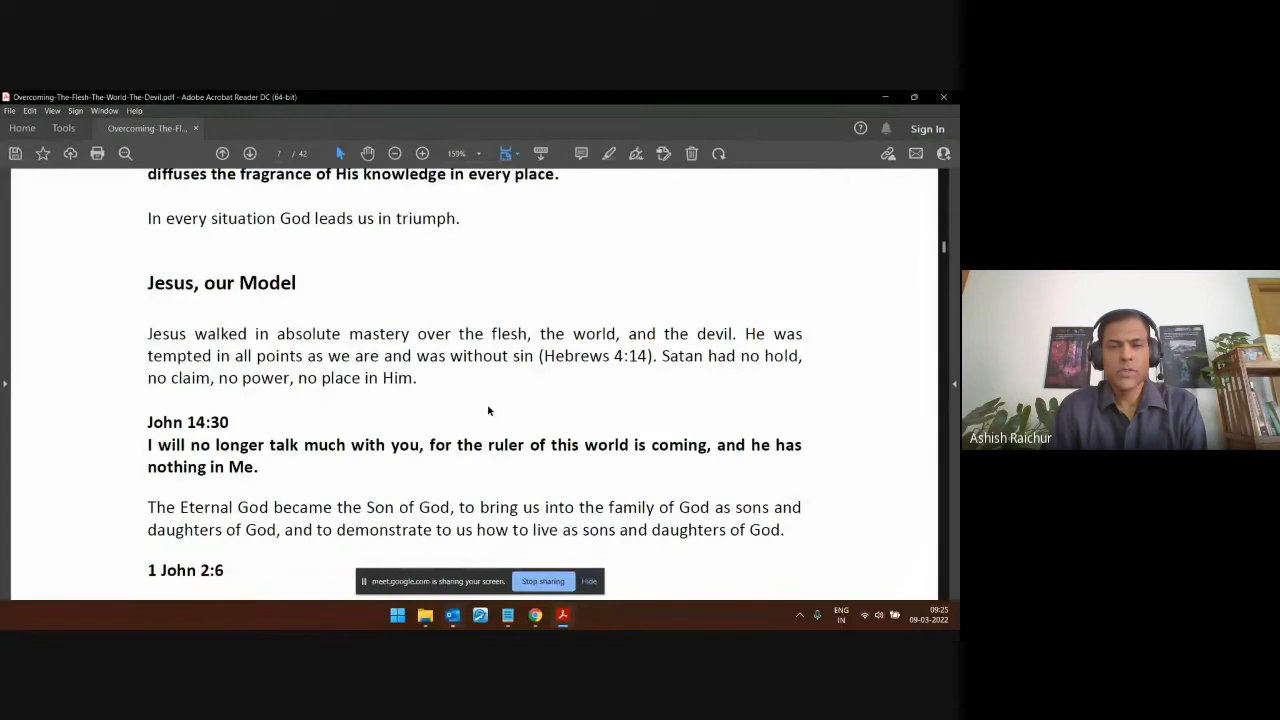 Overcoming-The-Flesh-The-World-The-Devil.pdf - Adobe Acrobat Reader DC (64-bit)
File Edit View Sign Window Help
Home Tools Overcoming-The-Fl... × Sign In
7 / 42 159%
diffuses the fragrance of His knowledge in every place.
In every situation God leads us in triumph.
Jesus, our Model
Jesus walked in absolute mastery over the flesh, the world, and the devil. He was
tempted in all points as we are and was without sin (Hebrews 4:14). Satan had no hold,
no claim, no power, no place in Him.
John 14:30
I will no longer talk much with you, for the ruler of this world is coming, and he has
nothing in Me.
The Eternal God became the Son of God, to bring us into the family of God as sons and
daughters of God, and to demonstrate to us how to live as sons and daughters of God.
1 John 2:6
meet.google.com is sharing your screen. Stop sharing Hide
ENG
IN
09:25
09-03-2022
Ashish Raichur